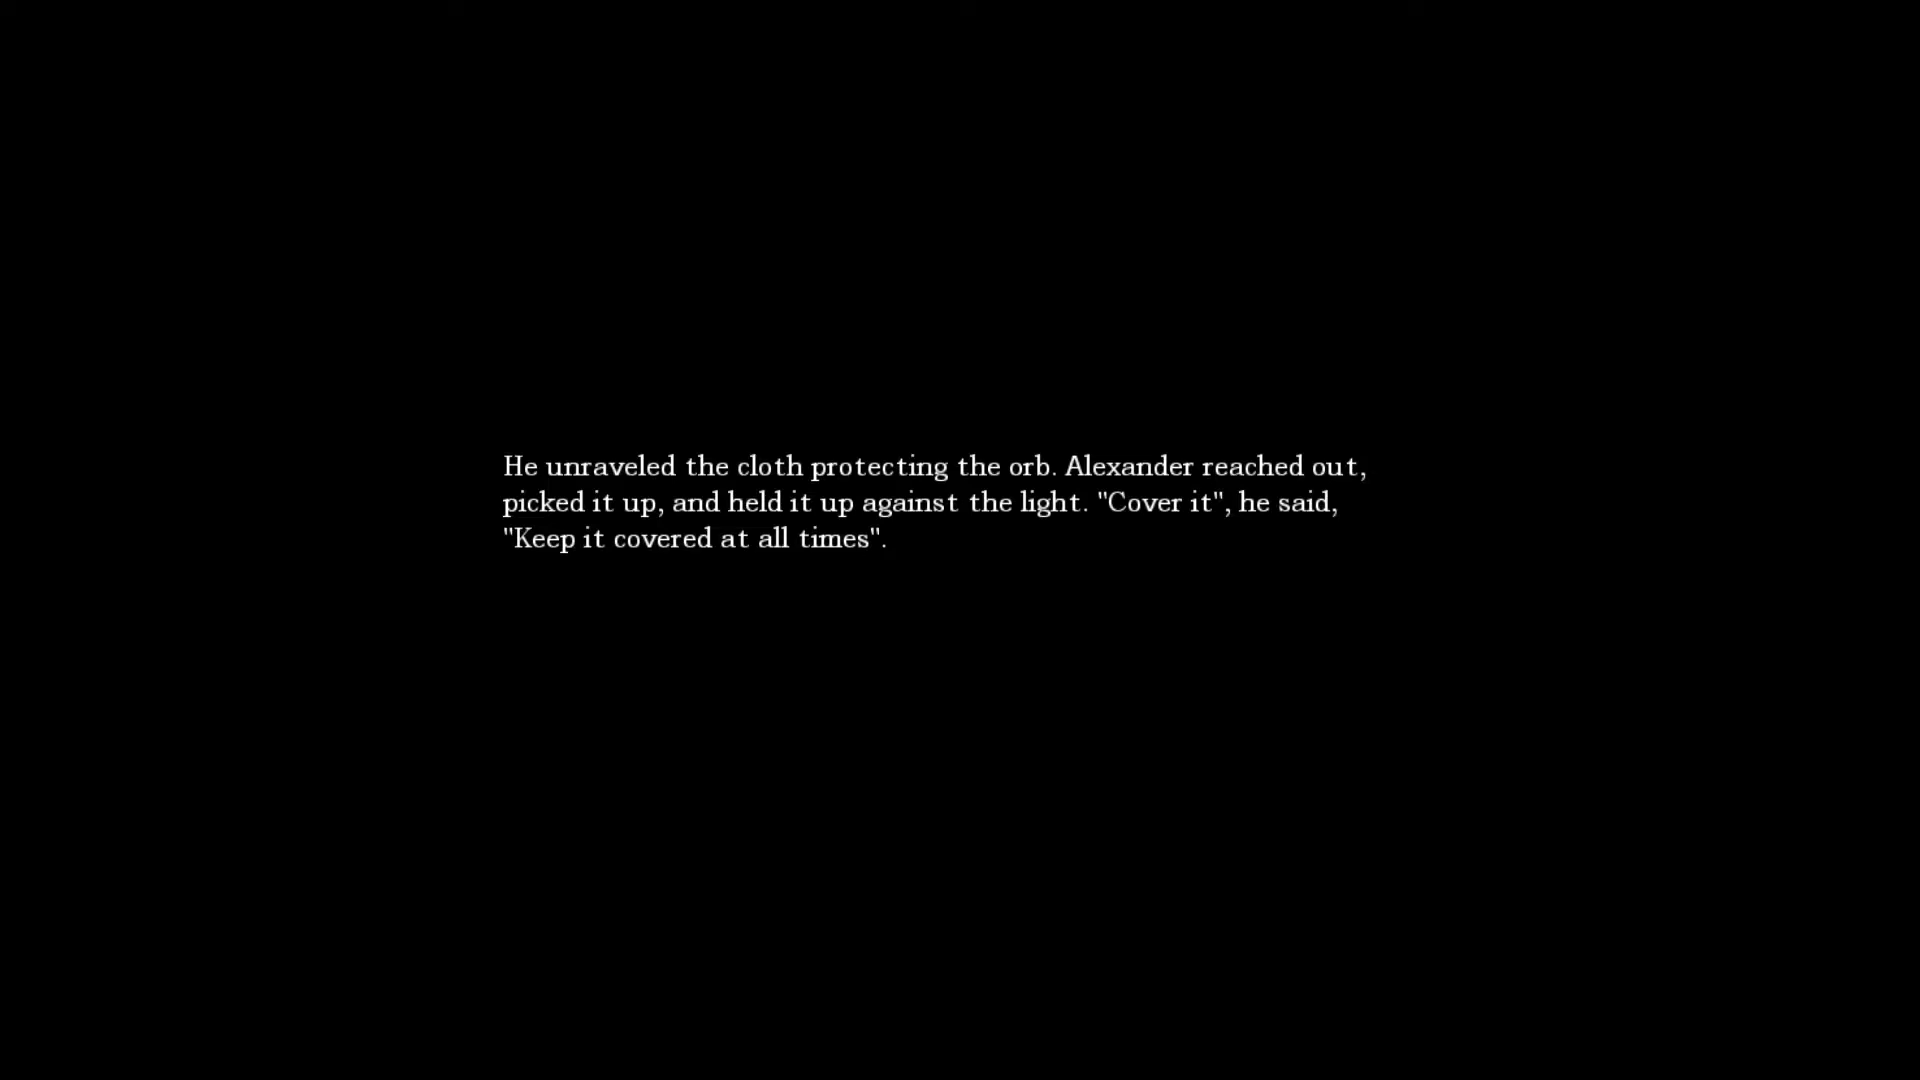 He unraveled the cloth protecting the orb. Alexander reached out,
picked it up, and held it up against the light. "Cover it", he said,
"Keep it covered at all times".